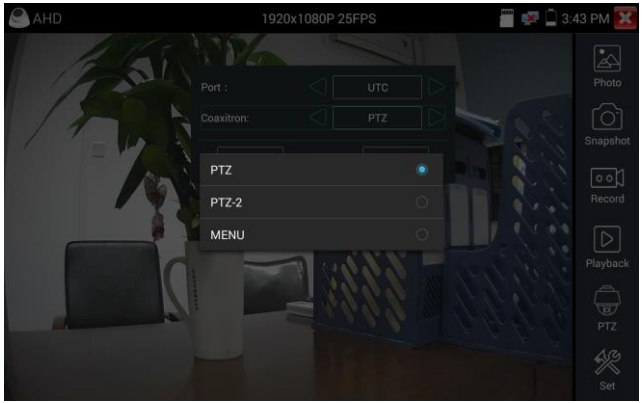 AHD
1920x1080P 25FPS
3:43 PM
Port :
UTC
Coaxitron:
PTZ
PTZ
PTZ-2
MENU
Photo
Snapshot
Record
Playback
PTZ
Set